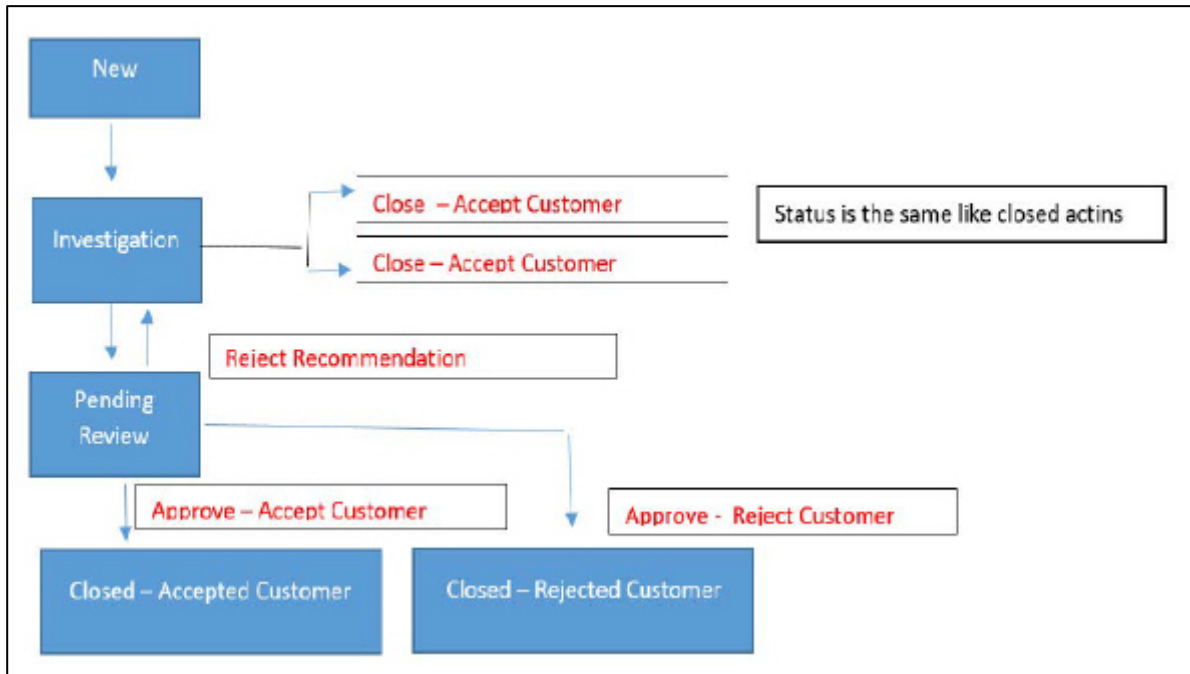 New
Close – Accept Customer
Status is the same like closed actins
Investigation
Close – Accept Customer
Reject Recommendation
Pending
Review
Approve – Accept Customer
Approve - Reject Customer
Closed – Accepted Customer
Closed – Rejected Customer